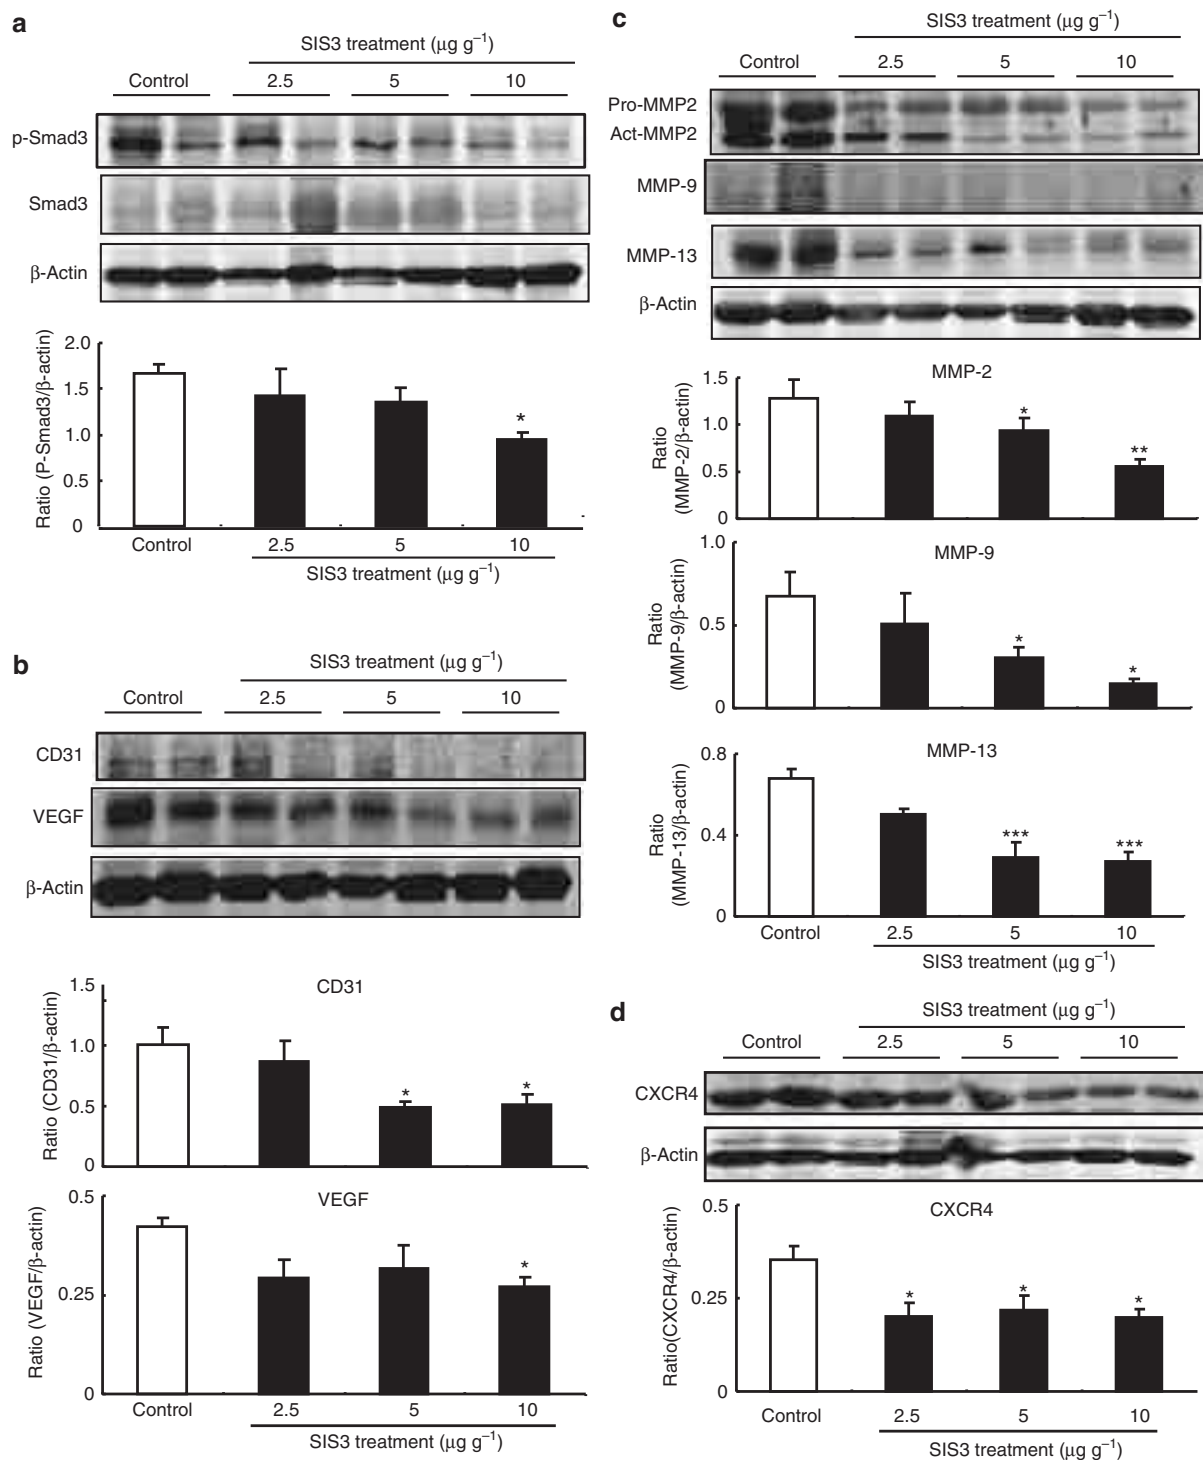 a
SIS3 treatment (μg g⁻¹)
Control 2.5 5 10
p-Smad3
Smad3
β-Actin
Ratio (P-Smad3/β-actin)
2.0
1.5
1.0
0.5
0
*
Control 2.5 5 10
SIS3 treatment (μg g⁻¹)
b
SIS3 treatment (μg g⁻¹)
Control 2.5 5 10
CD31
VEGF
β-Actin
CD31
Ratio (CD31/β-actin)
1.5
1.0
0.5
0
* *
VEGF
Ratio (VEGF/β-actin)
0.5
0.25
0
*
Control 2.5 5 10
SIS3 treatment (μg g⁻¹)
c
SIS3 treatment (μg g⁻¹)
Control 2.5 5 10
Pro-MMP2
Act-MMP2
MMP-9
MMP-13
β-Actin
MMP-2
Ratio
(MMP-2/β-actin)
1.5
1.0
0.5
0
* **
MMP-9
Ratio
(MMP-9/β-actin)
1.0
0.5
0
* *
MMP-13
Ratio
(MMP-13/β-actin)
0.8
0.4
0
*** ***
Control 2.5 5 10
SIS3 treatment (μg g⁻¹)
d
SIS3 treatment (μg g⁻¹)
Control 2.5 5 10
CXCR4
β-Actin
CXCR4
Ratio(CXCR4/β-actin)
0.5
0.25
0
* * *
Control 2.5 5 10
SIS3 treatment (μg g⁻¹)